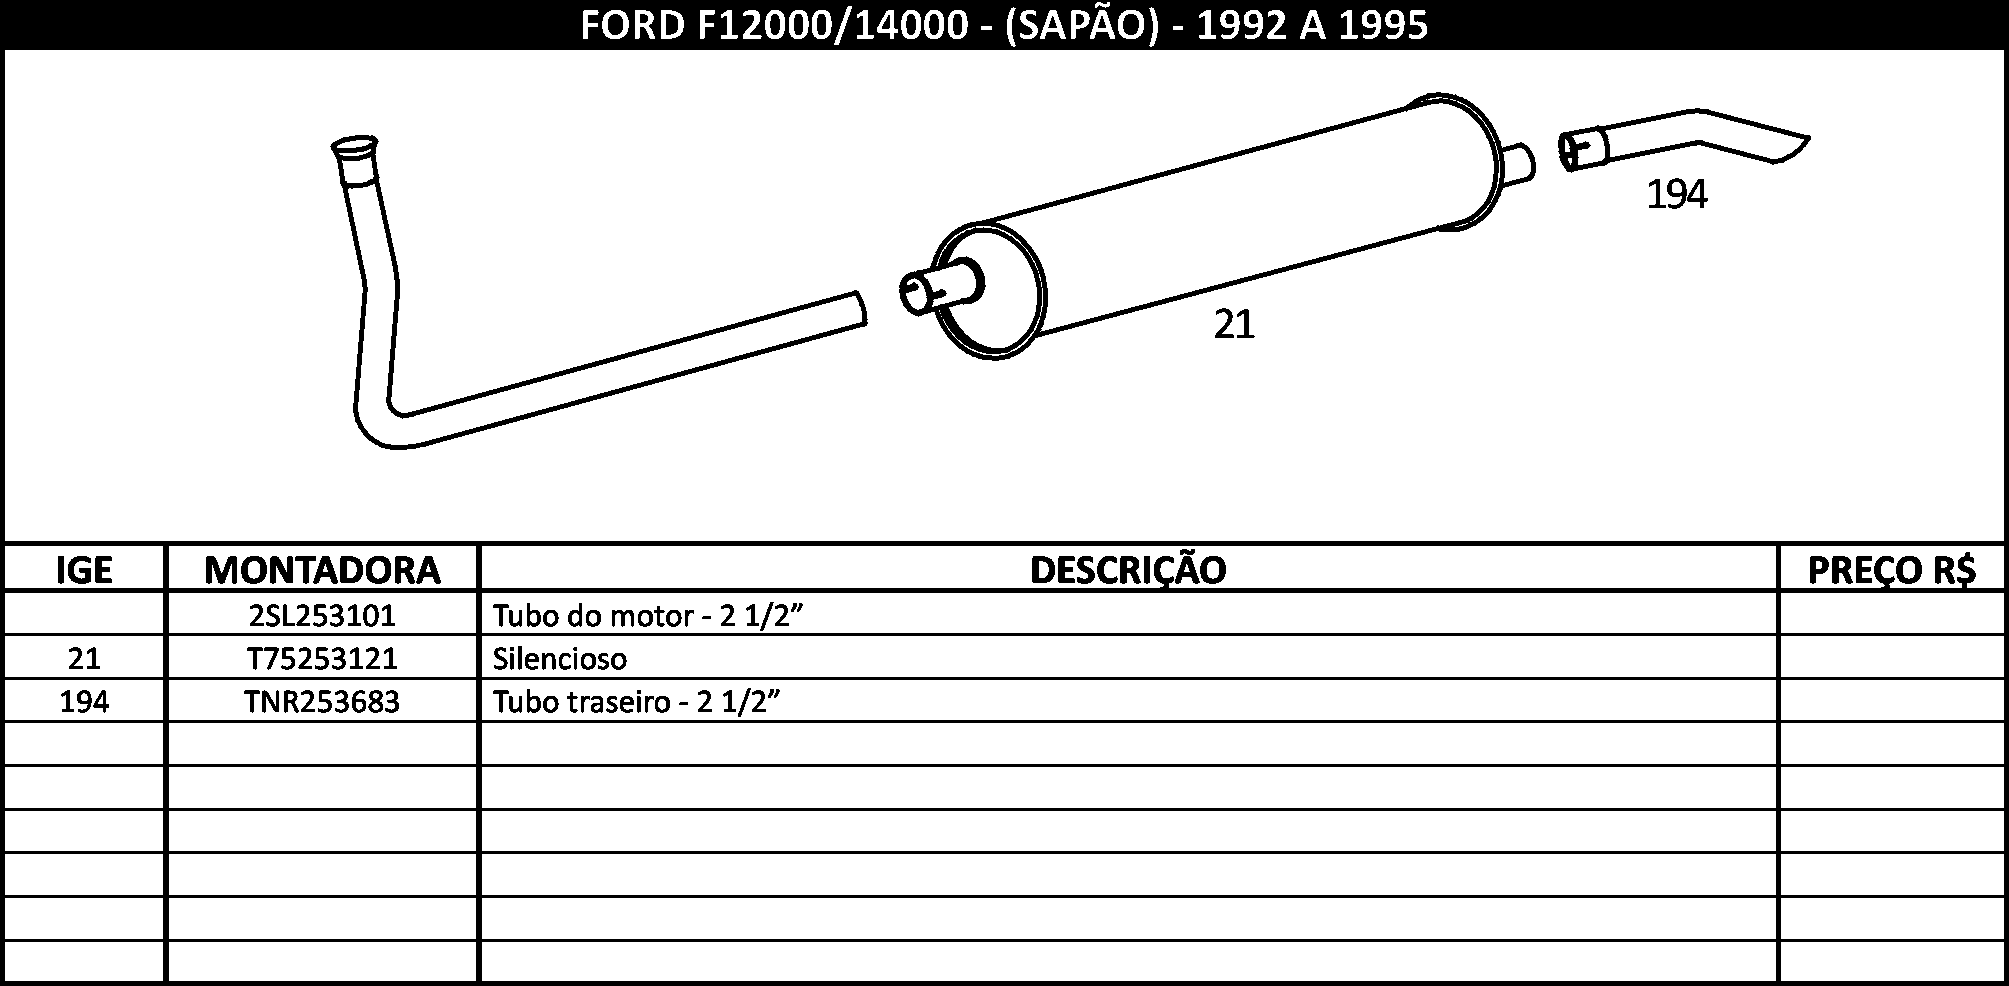 FORD F12000/14000 - (SAPÃO) - 1992 A 1995
194
21
IGE MONTADORA DESCRIÇÃO PREÇO R$
2SL253101 Tubo do motor - 2 1/2”
21 T75253121 Silencioso
194 TNR253683 Tubo traseiro - 2 1/2”